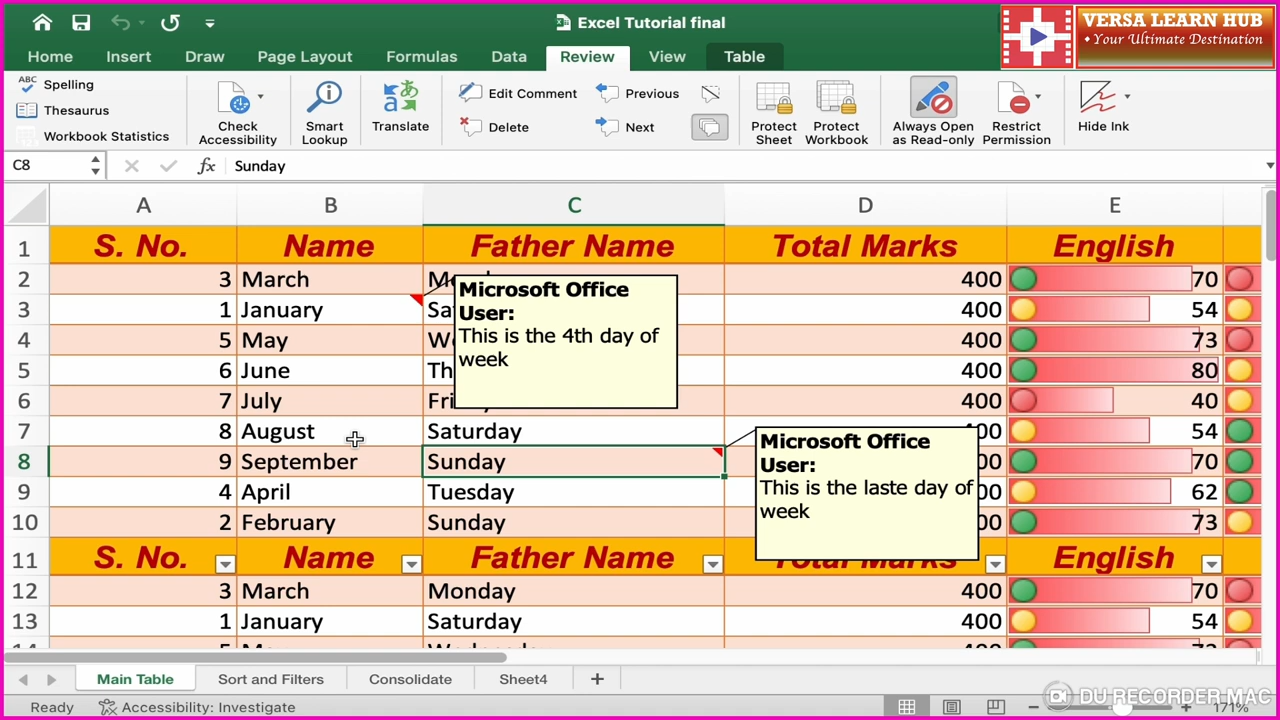 Excel Tutorial final
VERSA LEARN HUB
• Your Ultimate Destination
Home Insert Draw Page Layout Formulas Data Review View Table
ABC Spelling
Thesaurus
Workbook Statistics
Check Accessibility
Smart Lookup
Translate
Edit Comment
Delete
Previous
Next
Protect Sheet
Protect Workbook
Always Open as Read-only
Restrict Permission
Hide Ink
C8 fx Sunday
A B C D E
1 S. No. Name Father Name Total Marks English
2 3 March 400 70
3 1 January 400 54
4 5 May 400 73
5 6 June 400 80
6 7 July 400 40
7 8 August Saturday 54
8 9 September Sunday 70
9 4 April Tuesday 62
10 2 February Sunday 73
Microsoft Office
User:
This is the 4th day of
week
Microsoft Office
User:
This is the laste day of
week
11 S. No. Name Father Name Total Marks English
12 3 March Monday 400 70
13 1 January Saturday 400 54
Main Table Sort and Filters Consolidate Sheet4 +
Ready Accessibility: Investigate 171%
DU RECORDER MAC